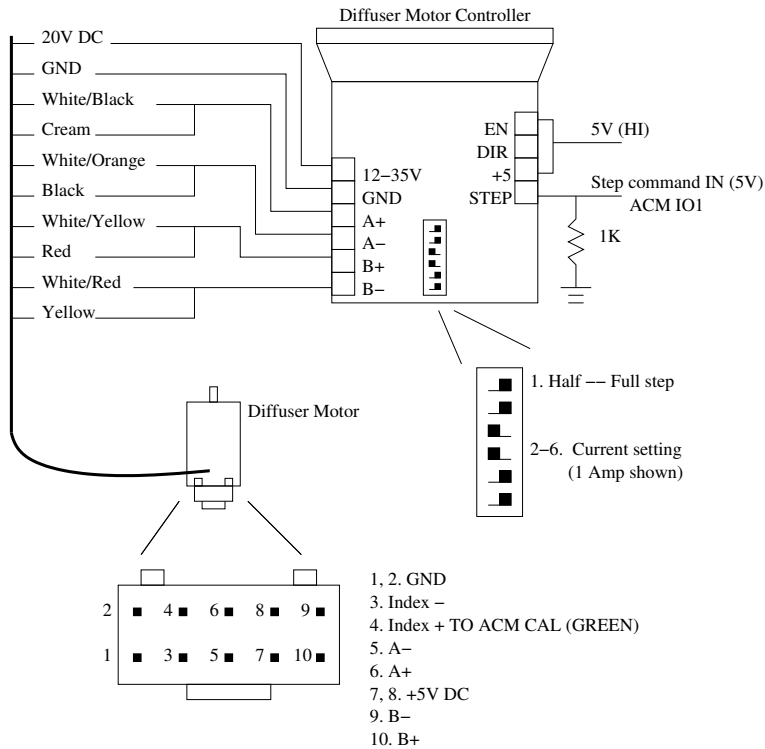 Diffuser Motor Controller
20V DC
GND
White/Black
Cream
White/Orange
Black
White/Yellow
Red
White/Red
Yellow
12−35V
GND
A+
A−
B+
B−
EN
DIR
+5
STEP
5V (HI)
Step command IN (5V)
ACM IO1
1K
1. Half −− Full step
2−6. Current setting
(1 Amp shown)
Diffuser Motor
2 4 6 8 9
1 3 5 7 10
1, 2. GND
3. Index −
4. Index + TO ACM CAL (GREEN)
5. A−
6. A+
7, 8. +5V DC
9. B−
10. B+